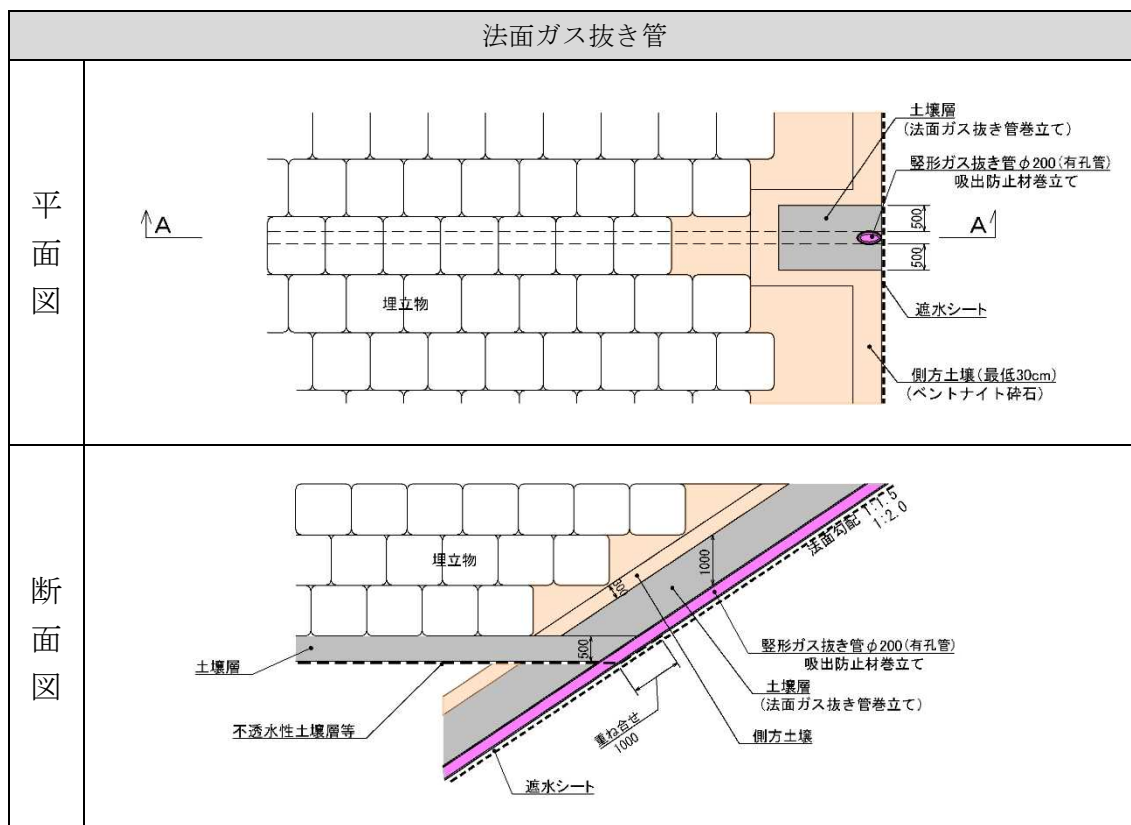 法面ガス抜き管
平面図
土壌層
(法面ガス抜き管巻立て)
竪形ガス抜き管φ200(有孔管)
吸出防止材巻立て
A
A
500
500
埋立物
遮水シート
側方土壌(最低30cm)
(ベントナイト砕石)
断面図
法面勾配 1:1.5
1:2.0
埋立物
1000
300
500
土壌層
竪形ガス抜き管φ200(有孔管)
吸出防止材巻立て
土壌層
(法面ガス抜き管巻立て)
不透水性土壌層等
重ね合せ
1000
側方土壌
遮水シート